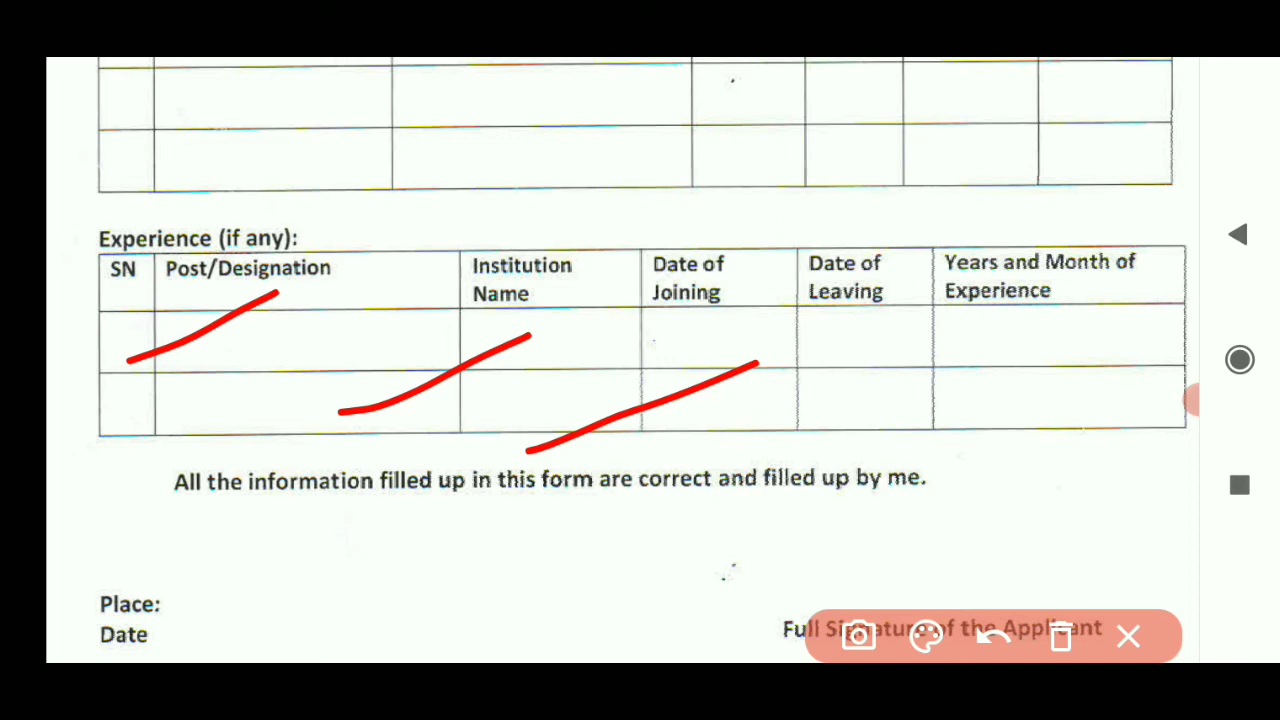 Experience (if any):
SN Post/Designation Institution Name Date of Joining Date of Leaving Years and Month of Experience
All the information filled up in this form are correct and filled up by me.
Place:
Date
Full Signature of the Applicant